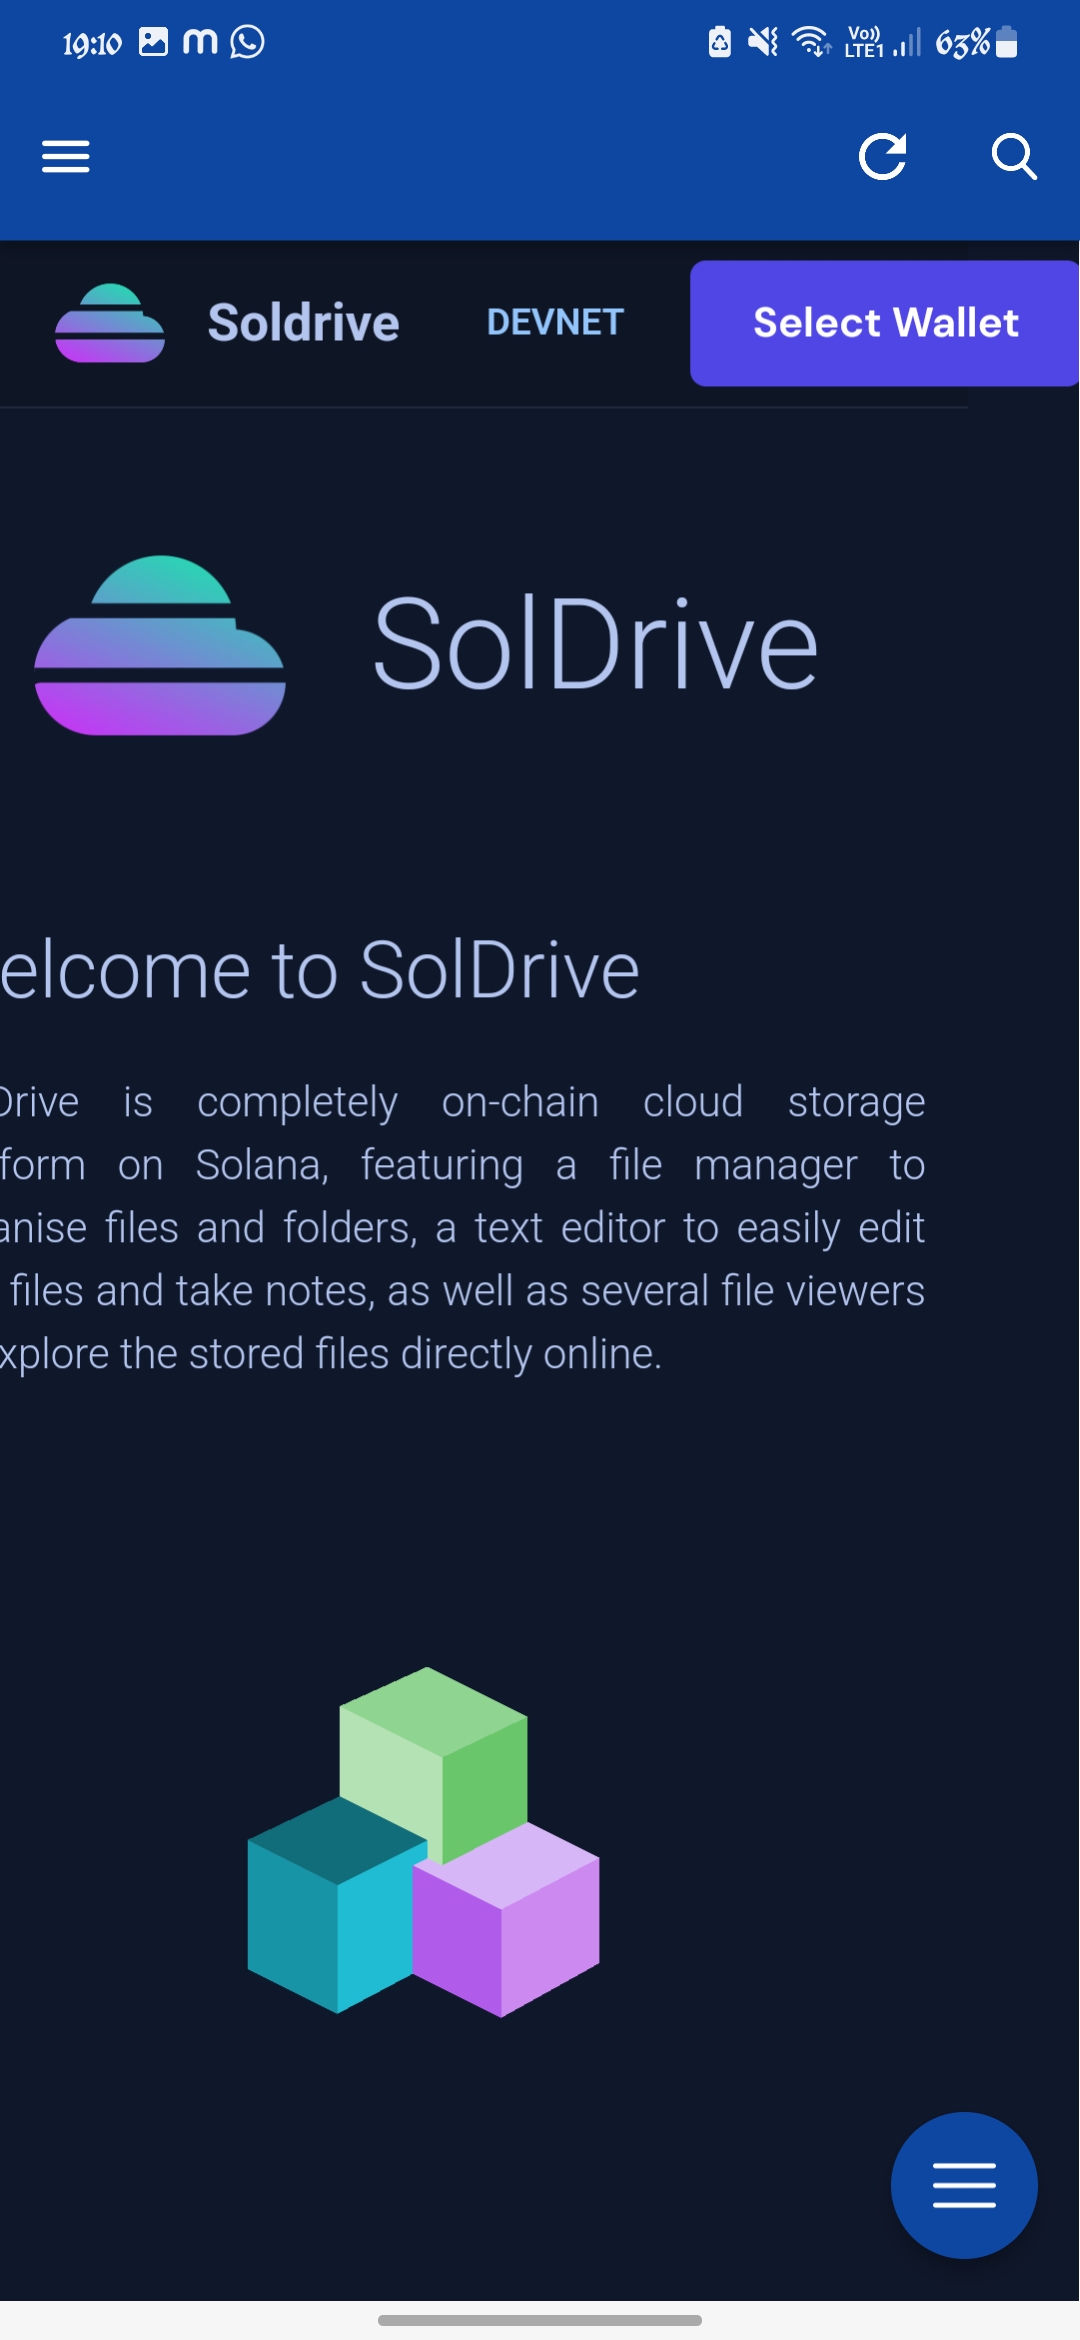 19:10
m
Vo))
LTE1
63%
Soldrive
DEVNET
Select Wallet
SolDrive
elcome to SolDrive
Drive is completely on-chain cloud storage
form on Solana, featuring a file manager to
anise files and folders, a text editor to easily edit
files and take notes, as well as several file viewers
xplore the stored files directly online.